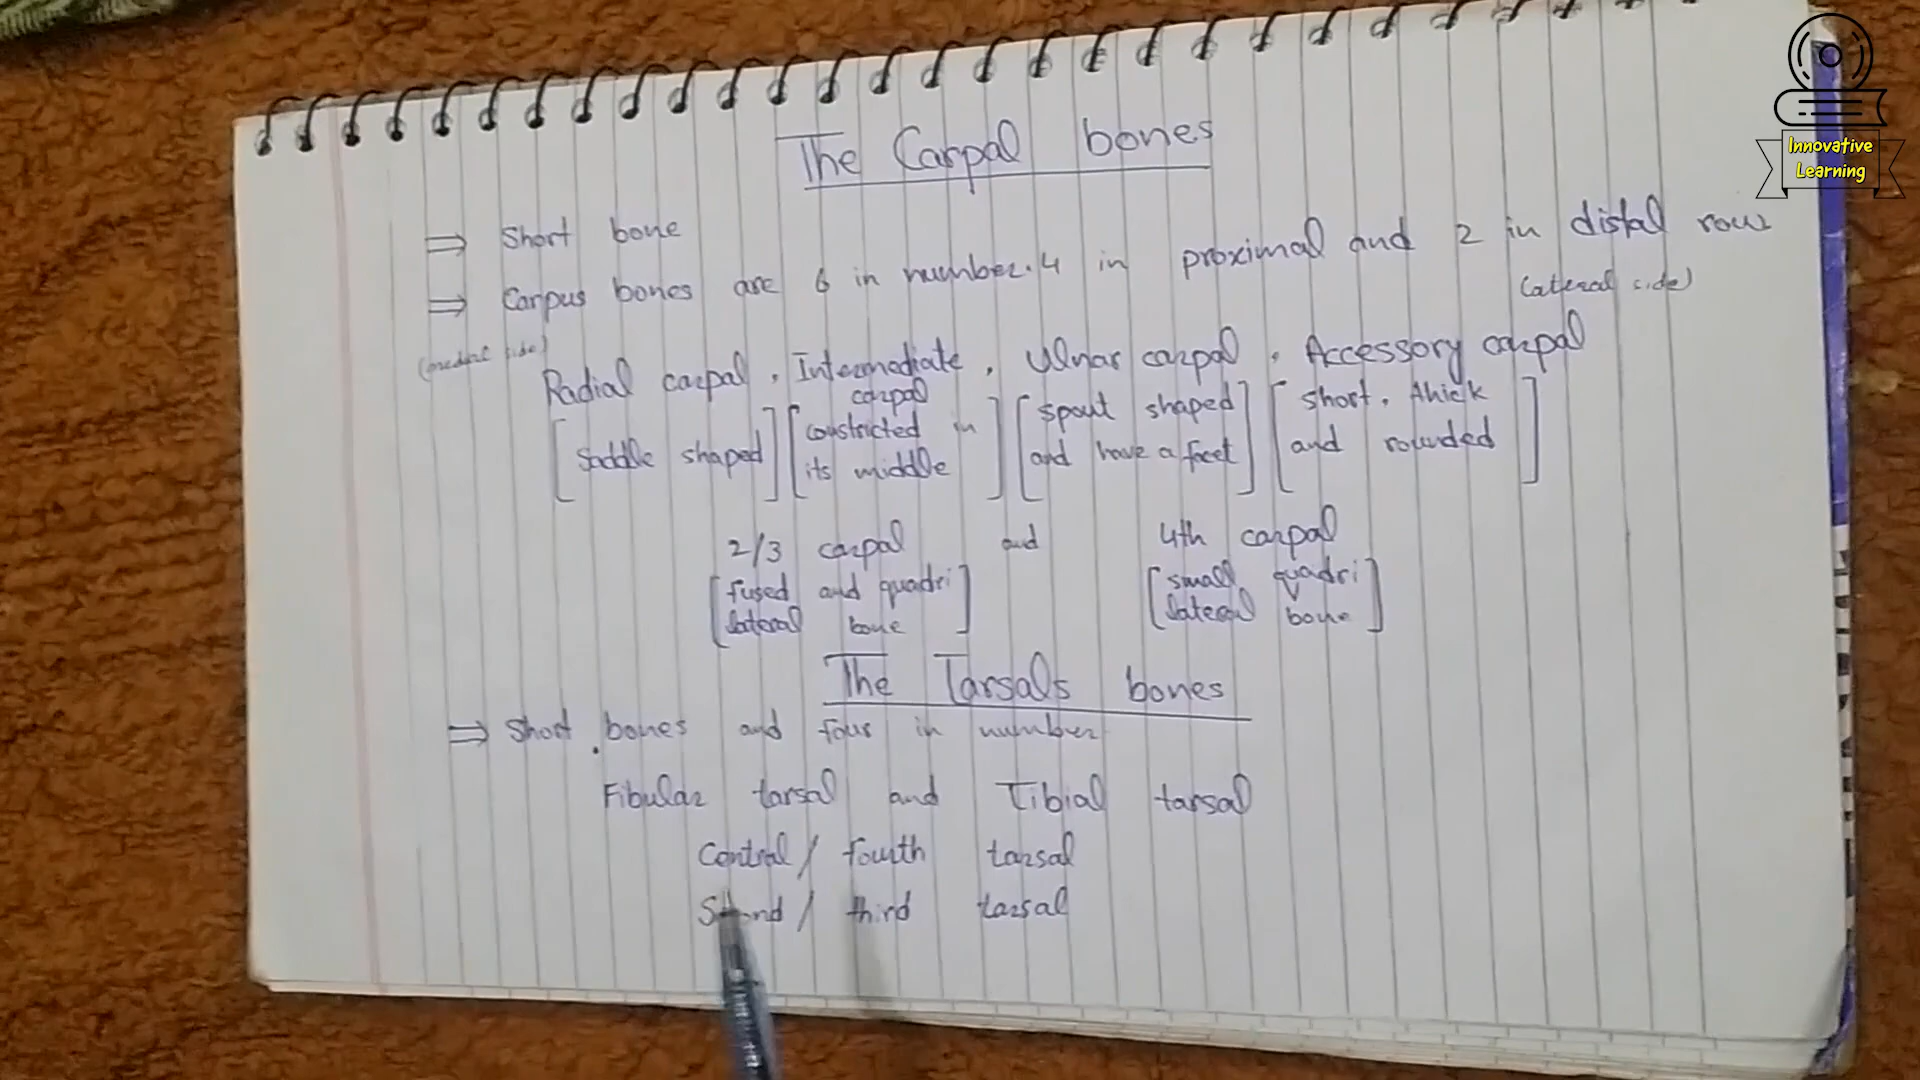 The Carpal bones
⇒ Short bone
⇒ Carpus bones are 6 in number. 4 in proximal and 2 in distal row
(medial side)
(lateral side)
Radial carpal, Intermediate carpal, Ulnar carpal, Accessory carpal
[saddle shaped] [constricted in its middle] [spout shaped and have a facet] [short, thick and rounded]
2/3 carpal and 4th carpal
[fused and quadri lateral bone] [small quadri lateral bone]
The Tarsals bones
⇒ Short bones and four in number
Fibular tarsal and Tibial tarsal
Central / fourth tarsal
/ third tarsal
Innovative
Learning